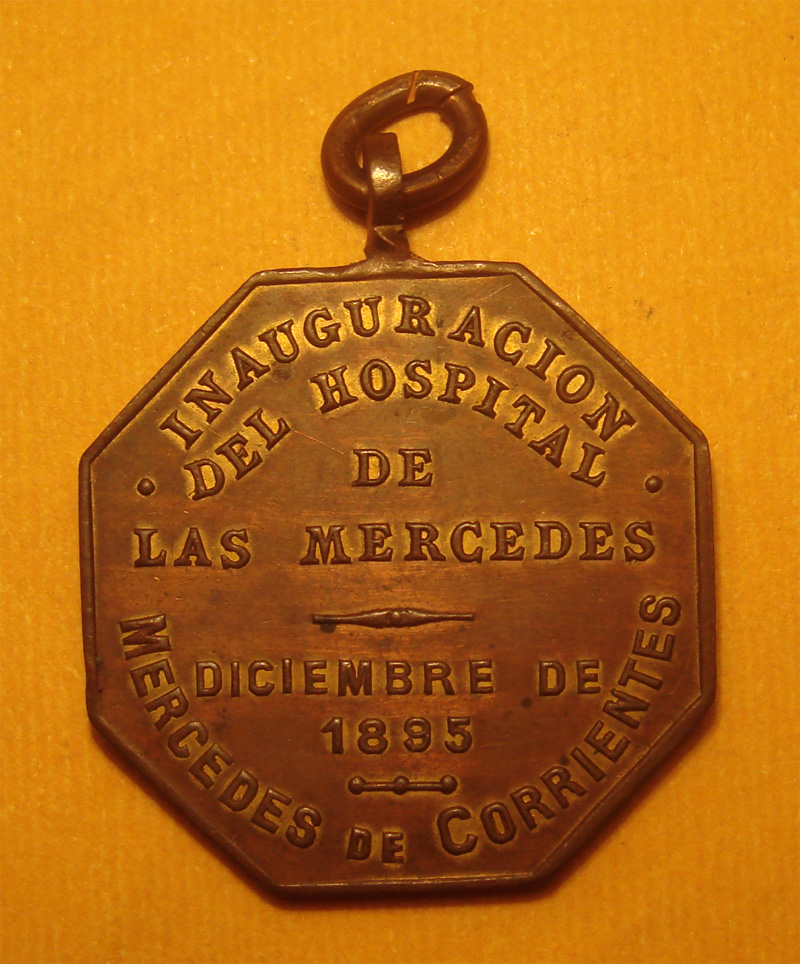 INAUGURACION
DEL HOSPITAL
DE
LAS MERCEDES
DICIEMBRE DE
1895
MERCEDES DE CORRIENTES